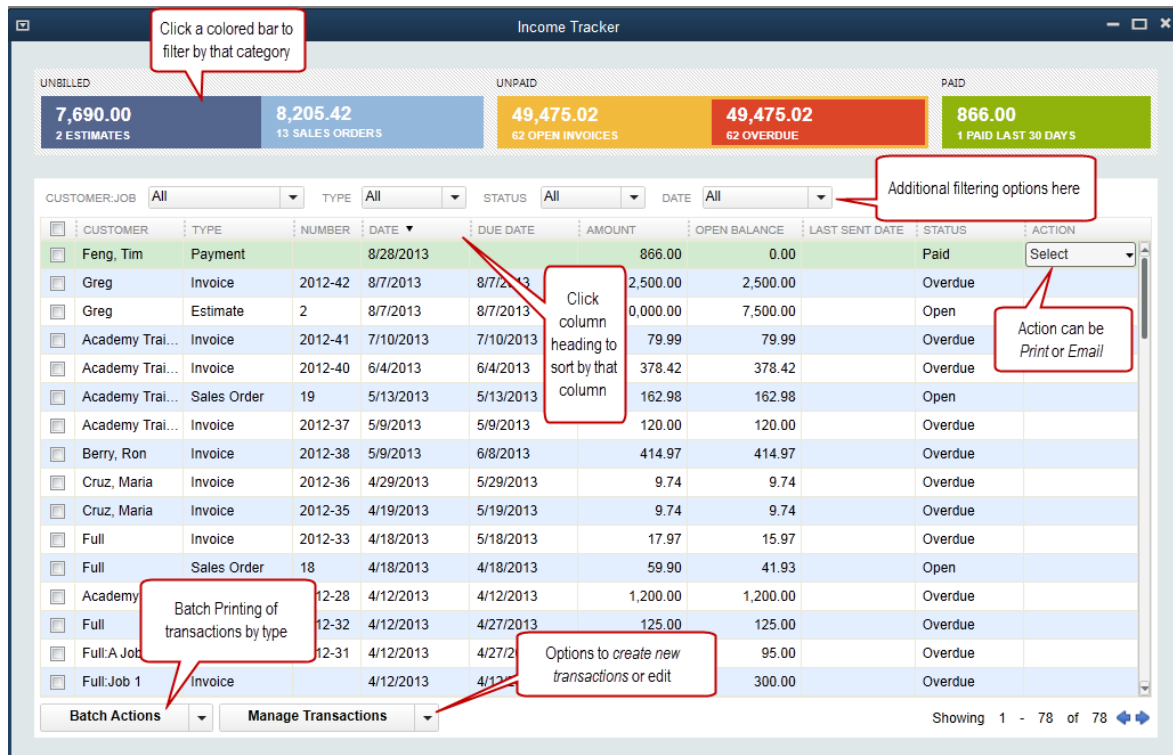 Income Tracker
Click a colored bar to
filter by that category
UNBILLED UNPAID PAID
7,690.00 8,205.42 49,475.02 49,475.02 866.00
2 ESTIMATES 13 SALES ORDERS 62 OPEN INVOICES 62 OVERDUE 1 PAID LAST 30 DAYS
Additional filtering options here
CUSTOMER:JOB All TYPE All STATUS All DATE All
CUSTOMER TYPE NUMBER DATE ▼ DUE DATE AMOUNT OPEN BALANCE LAST SENT DATE STATUS ACTION
Feng, Tim Payment 8/28/2013 866.00 0.00 Paid Select
Greg Invoice 2012-42 8/7/2013 2,500.00 2,500.00 Overdue
Greg Estimate 2 8/7/2013 8/7/2013 0,000.00 7,500.00 Open
Academy Trai... Invoice 2012-41 7/10/2013 7/10/2013 79.99 79.99 Overdue
Academy Trai... Invoice 2012-40 6/4/2013 6/4/2013 378.42 378.42 Overdue
Academy Trai... Sales Order 19 5/13/2013 5/13/2013 162.98 162.98 Open
Academy Trai... Invoice 2012-37 5/9/2013 5/9/2013 120.00 120.00 Overdue
Berry, Ron Invoice 2012-38 5/9/2013 6/8/2013 414.97 414.97 Overdue
Cruz, Maria Invoice 2012-36 4/29/2013 5/29/2013 9.74 9.74 Overdue
Cruz, Maria Invoice 2012-35 4/19/2013 5/19/2013 9.74 9.74 Overdue
Full Invoice 2012-33 4/18/2013 5/18/2013 17.97 15.97 Overdue
Full Sales Order 18 4/18/2013 4/18/2013 59.90 41.93 Open
Academy 12-28 4/12/2013 4/12/2013 1,200.00 1,200.00 Overdue
Full 12-32 4/12/2013 4/27/2013 125.00 125.00 Overdue
Full:A Job 12-31 4/12/2013 95.00 Overdue
Full:Job 1 Invoice 4/12/2013 300.00 Overdue
Click
column
heading to
sort by that
column
Action can be
Print or Email
Batch Printing of
transactions by type
Options to create new
transactions or edit
Batch Actions Manage Transactions Showing 1 - 78 of 78